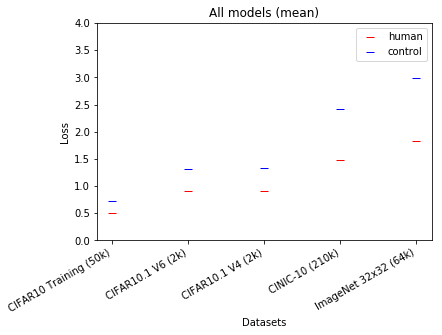 All models (mean)
human
control
4.0
3.5
3.0
2.5
2.0
1.5
1.0
0.5
0.0
Loss
CIFAR10 Training (50k)
CIFAR10.1 V6 (2k)
CIFAR10.1 V4 (2k)
CINIC-10 (210k)
ImageNet 32x32 (64k)
Datasets